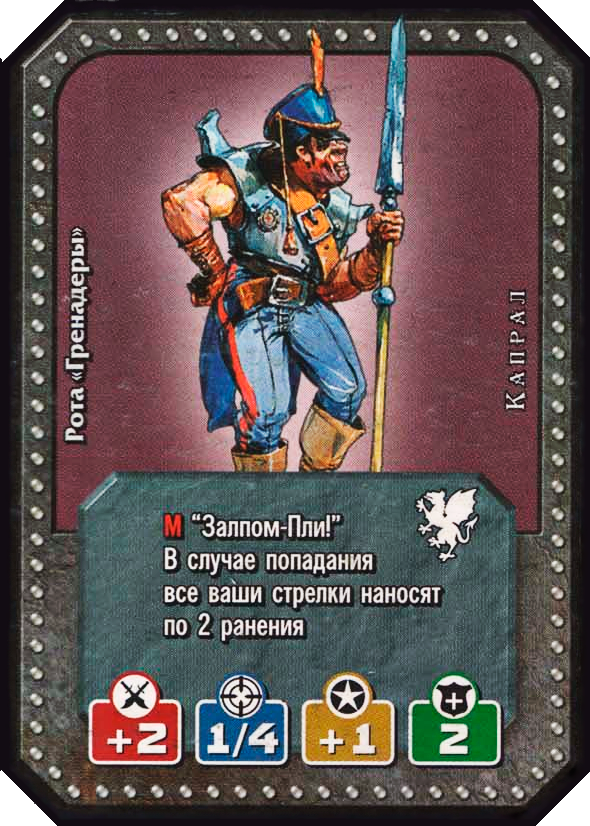 Рота «Гренадеры»
Капрал
М "Залпом-Пли!"
В случае попадания
все ваши стрелки наносят
по 2 ранения
+2 1/4 +1 2